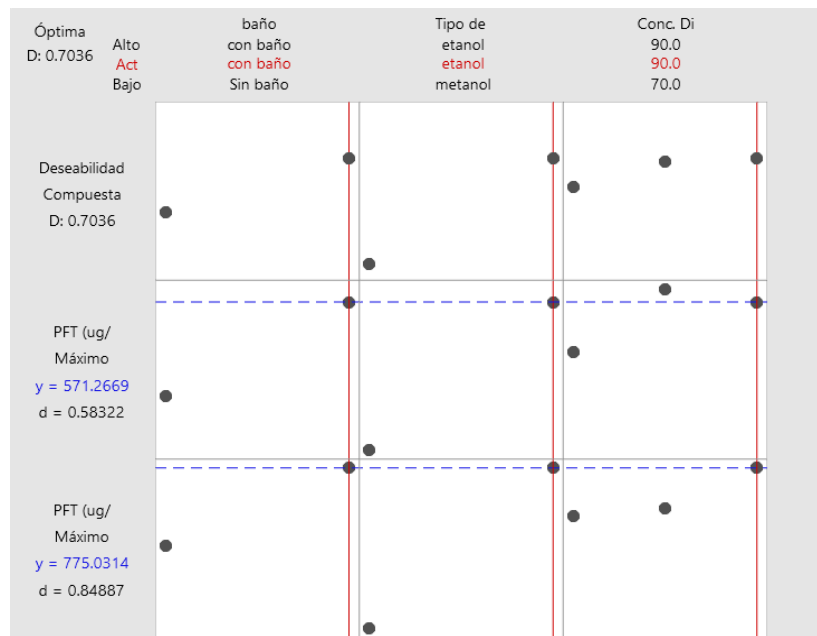 Óptima
D: 0.7036
Alto
Act
Bajo
baño
con baño
con baño
Sin baño
Tipo de
etanol
etanol
metanol
Conc. Di
90.0
90.0
70.0
Deseabilidad
Compuesta
D: 0.7036
PFT (ug/
Máximo
y = 571.2669
d = 0.58322
PFT (ug/
Máximo
y = 775.0314
d = 0.84887